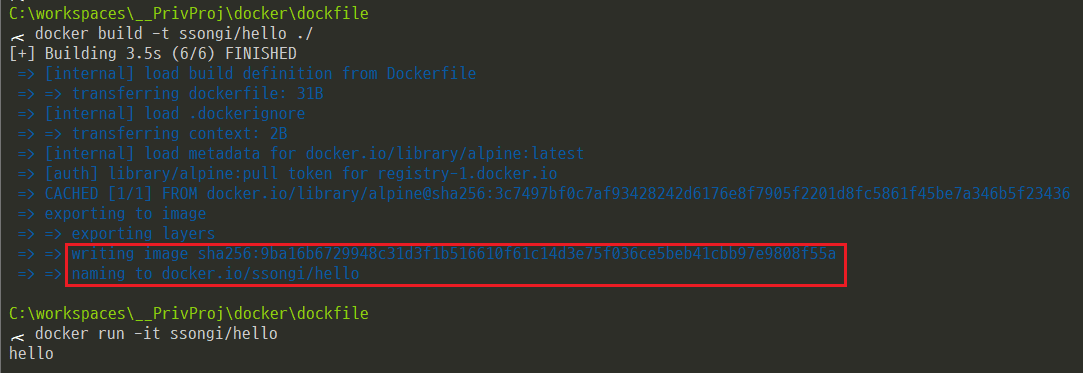 C:\workspaces\__PrivProj\docker\dockfile
docker build -t ssongi/hello ./
[+] Building 3.5s (6/6) FINISHED
=> [internal] load build definition from Dockerfile
=> => transferring dockerfile: 31B
=> [internal] load .dockerignore
=> => transferring context: 2B
=> [internal] load metadata for docker.io/library/alpine:latest
=> [auth] library/alpine:pull token for registry-1.docker.io
=> CACHED [1/1] FROM docker.io/library/alpine@sha256:3c7497bf0c7af93428242d6176e8f7905f2201d8fc5861f45be7a346b5f23436
=> exporting to image
=> => exporting layers
=> => writing image sha256:9ba16b6729948c31d3f1b516610f61c14d3e75f036ce5beb41cbb97e9808f55a
=> => naming to docker.io/ssongi/hello
C:\workspaces\__PrivProj\docker\dockfile
docker run -it ssongi/hello
hello